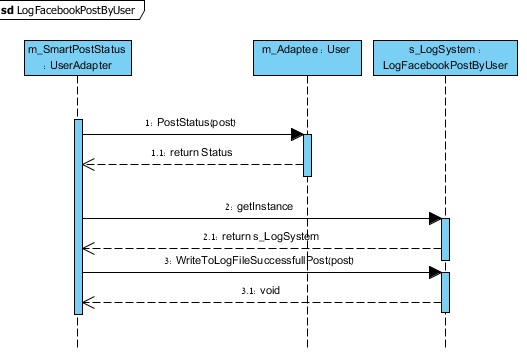 sd LogFacebookPostByUser
m_SmartPostStatus
: UserAdapter
m_Adaptee : User
s_LogSystem :
LogFacebookPostByUser
1: PostStatus(post)
1.1: return Status
2: getInstance
2.1: return s_LogSystem
3: WriteToLogFileSuccessfullPost(post)
3.1: void